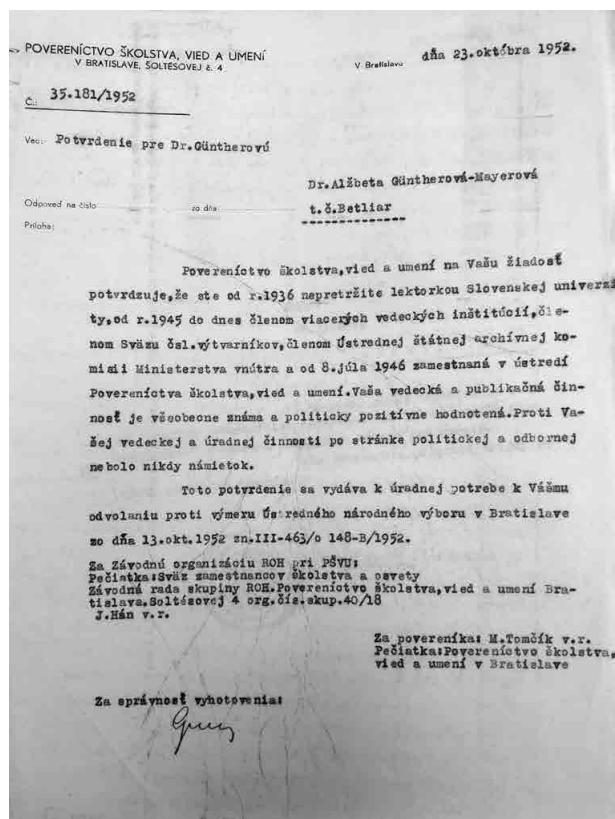 POVERENÍCTVO ŠKOLSTVA, VIED A UMENÍ
V BRATISLAVE, ŠOLTÉSOVEJ č. 4
V Bratislave dňa 23.októbra 1952.
Č.: 35.181/1952
Vec: Potvrdenie pre Dr.Güntherovú
Dr.Alžbeta Güntherová-Mayerová
t.č.Betliar
Odpoveď na číslo za dňa
Príloha:
Povereníctvo školstva,vied a umení na Vašu žiadosť
potvrdzuje,že ste od r.1936 nepretržite lektorkou Slovenskej univerzi
ty,od r.1945 do dnes členom viacerých vedeckých inštitúcií,čle-
nom Sväzu čsl.výtvarníkov,členom Ústrednej štátnej archívnej ko-
misii Ministerstva vnútra a od 8.júla 1946 zamestnaná v ústredí
Povereníctva školstva,vied a umení.Vaša vedecká a publikačná čin-
nosť je všeobecne známa a politicky pozitívne hodnotená.Proti Va-
šej vedeckej a úradnej činnosti po stránke politickej a odbornej
nebolo nikdy námietok.
Toto potvrdenie sa vydáva k úradnej potrebe k Vášmu
odvolaniu proti výmeru Ústredného národného výboru v Bratislave
zo dňa 13.okt.1952 zn.III-463/o 148-B/1952.
Za Závodnú organizáciu ROH pri PŠVU:
Pečiatka:Sväz zamestnancov školstva a osvety
Závodná rada skupiny ROH.Povereníctvo školstva,vied a umení Bra-
tislava.Soltésovej 4 org.čís.skup.40/18
J.Hán v.r.
Za povereníka: M.Tomčík v.r.
Pečiatka:Povereníctvo školstva,
vied a umení v Bratislave
Za správnosť vyhotovenia: